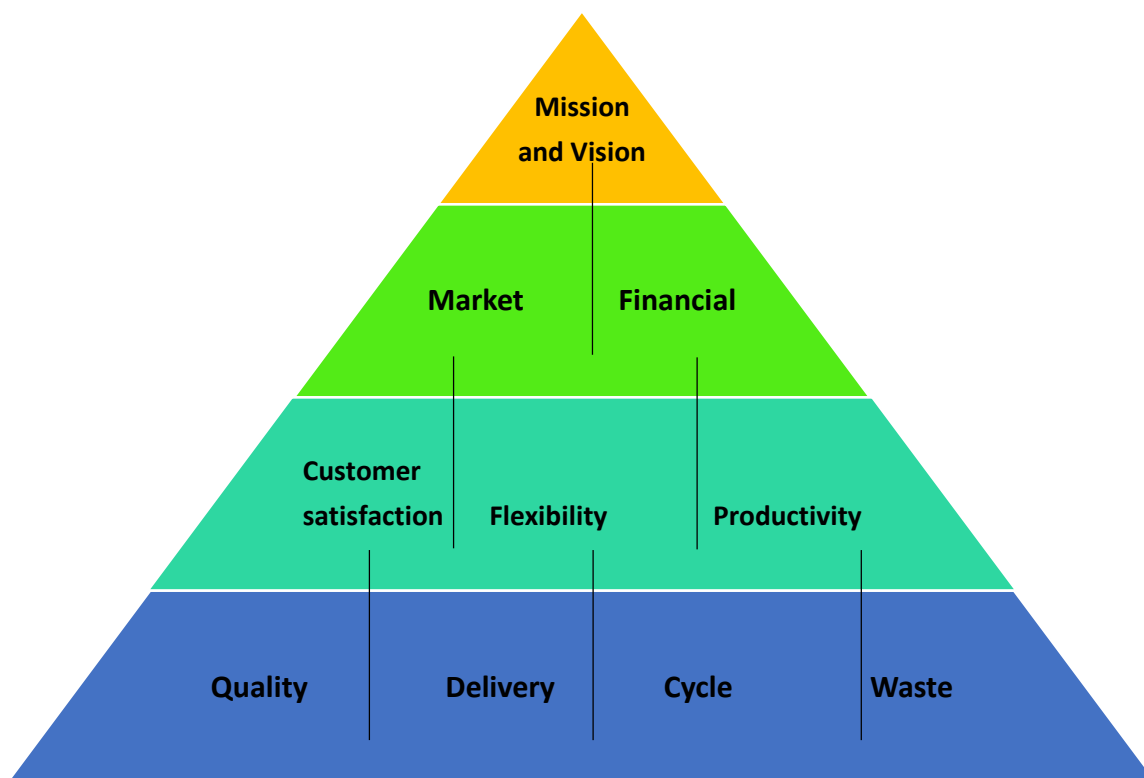 Mission
and Vision
Market Financial
Customer
satisfaction Flexibility Productivity
Quality Delivery Cycle Waste